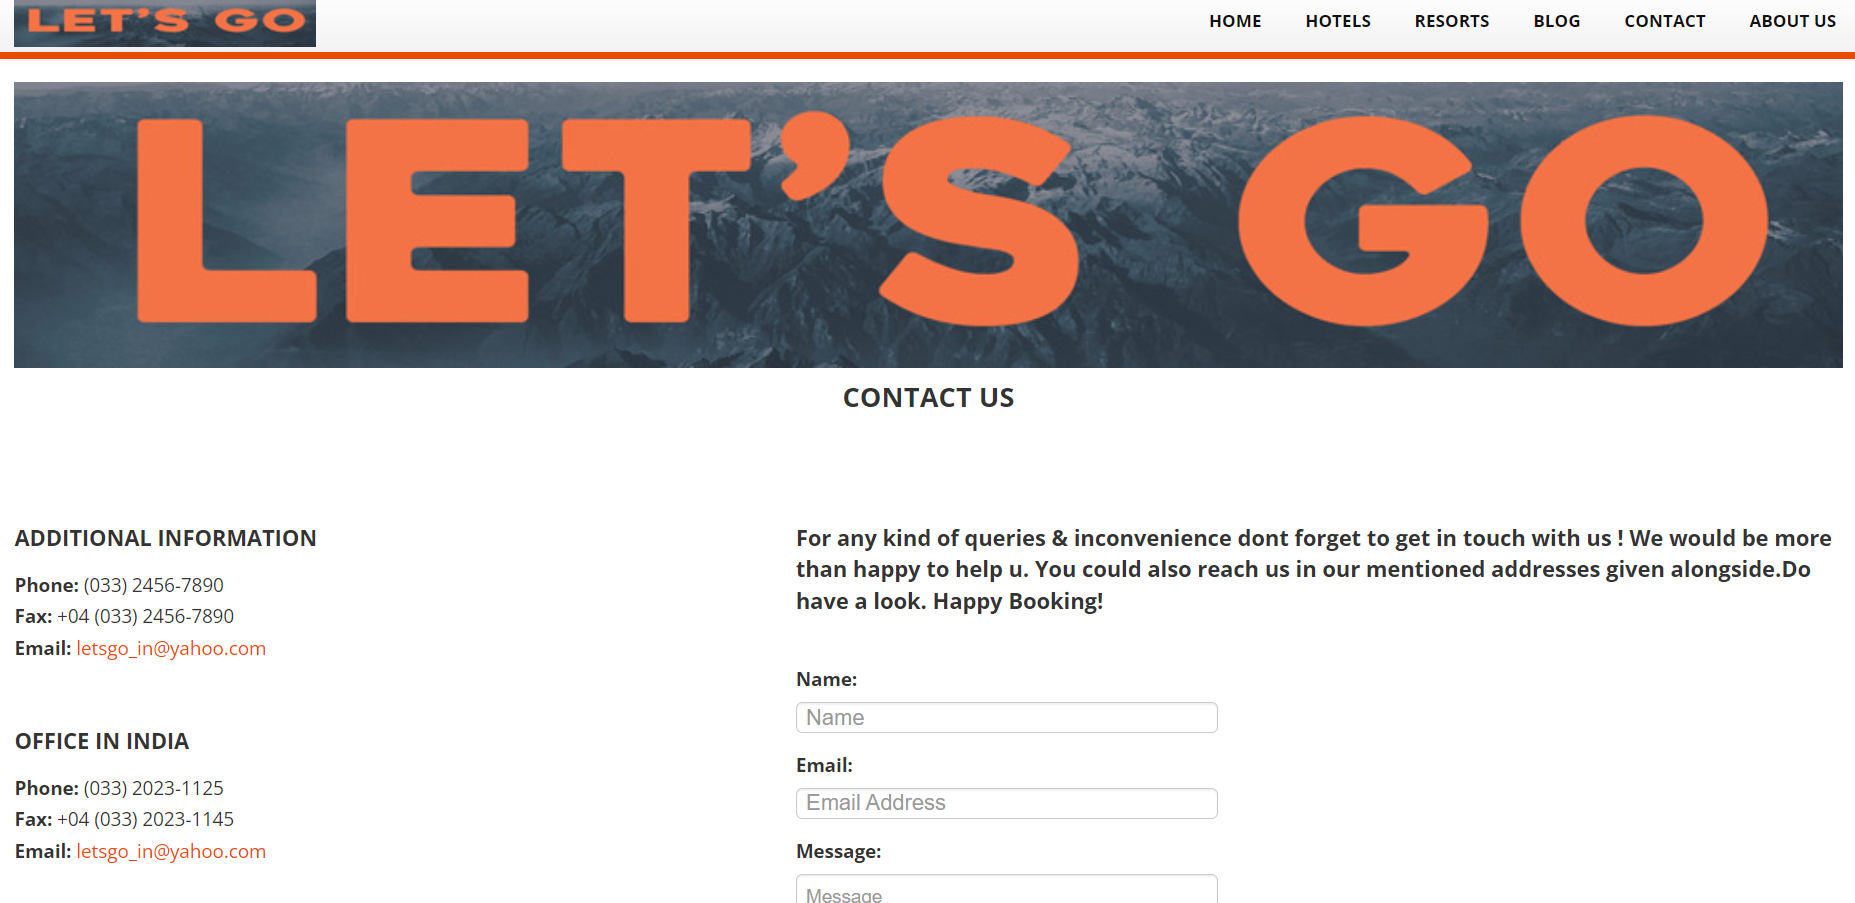 LET'S GO
HOME HOTELS RESORTS BLOG CONTACT ABOUT US
LET'S GO
CONTACT US
ADDITIONAL INFORMATION
Phone: (033) 2456-7890
Fax: +04 (033) 2456-7890
Email: letsgo_in@yahoo.com
OFFICE IN INDIA
Phone: (033) 2023-1125
Fax: +04 (033) 2023-1145
Email: letsgo_in@yahoo.com
For any kind of queries & inconvenience dont forget to get in touch with us ! We would be more
than happy to help u. You could also reach us in our mentioned addresses given alongside.Do
have a look. Happy Booking!
Name:
Name
Email:
Email Address
Message:
Message